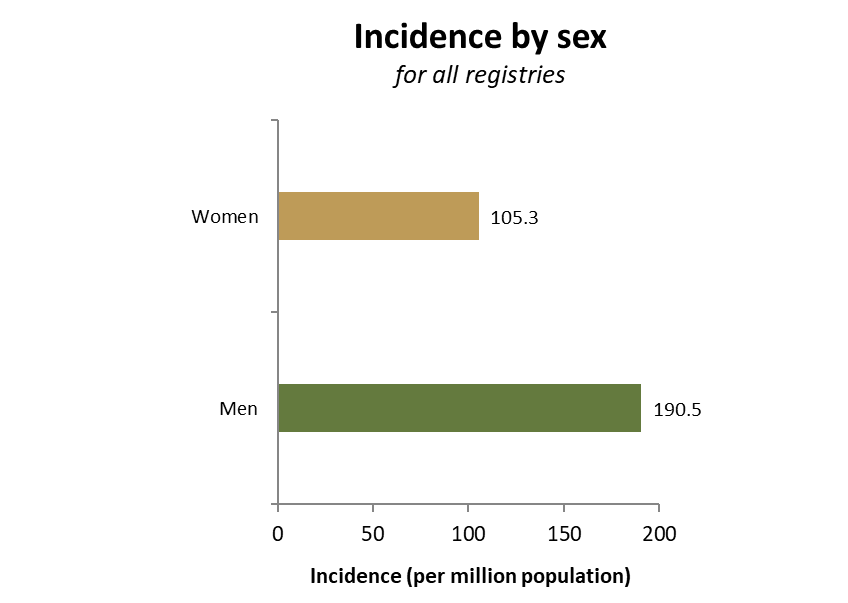 Incidence by sex
for all registries
Women
105.3
Men
190.5
0 50 100 150 200
Incidence (per million population)